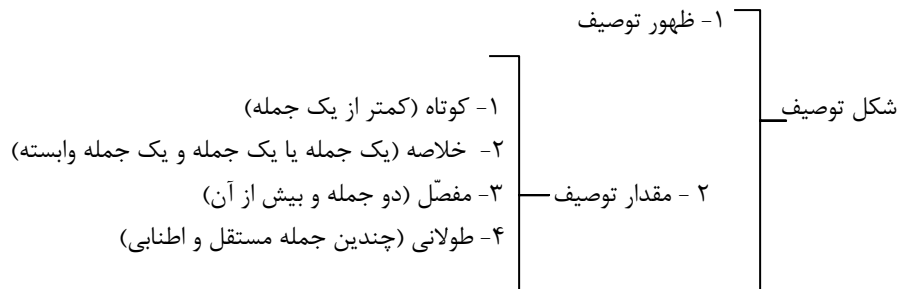 ۱- ظهور توصیف
شکل توصیف
۲ - مقدار توصیف
۱- کوتاه (کمتر از یک جمله)
۲- خلاصه (یک جمله یا یک جمله و یک جمله وابسته)
۳- مفصّل (دو جمله و بیش از آن)
۴- طولانی (چندین جمله مستقل و اطنابی)